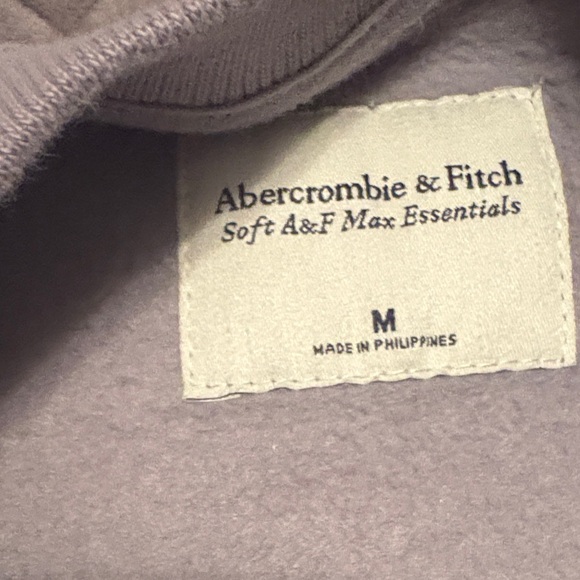 Abercrombie & Fitch
Soft A&F Max Essentials
M
MADE IN PHILIPPINES